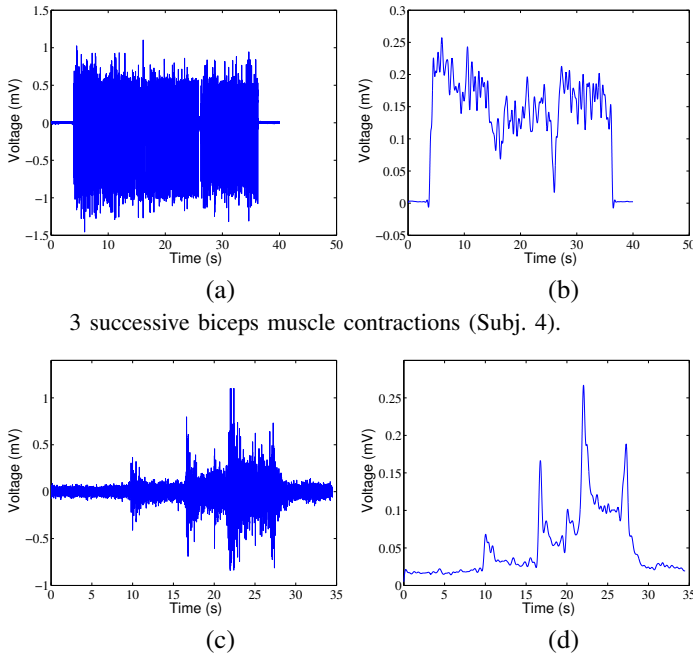 1.5
1
0.5
0
−0.5
−1
−1.5
0 10 20 30 40 50
Voltage (mV)
Time (s)
(a)
0.3
0.25
0.2
0.15
0.1
0.05
0
−0.05
0 10 20 30 40 50
Voltage (mV)
Time (s)
(b)
3 successive biceps muscle contractions (Subj. 4).
1
0.5
0
−0.5
−1
0 5 10 15 20 25 30 35
Voltage (mV)
Time (s)
(c)
0.25
0.2
0.15
0.1
0.05
0
0 5 10 15 20 25 30 35
Voltage (mV)
Time (s)
(d)